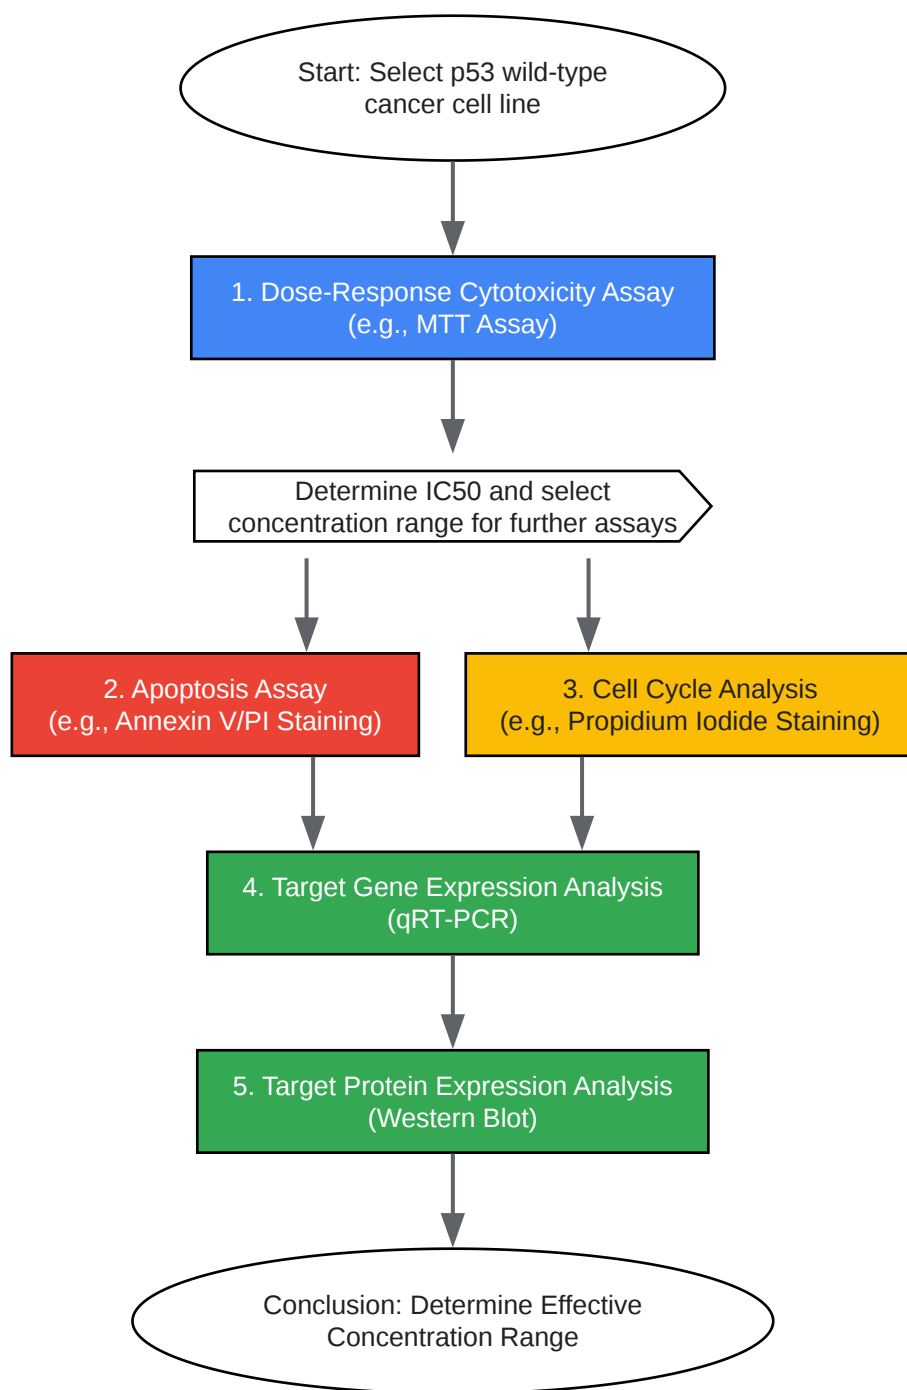 Start: Select p53 wild-type
cancer cell line
1. Dose-Response Cytotoxicity Assay
(e.g., MTT Assay)
Determine IC50 and select
concentration range for further assays
2. Apoptosis Assay
(e.g., Annexin V/PI Staining)
3. Cell Cycle Analysis
(e.g., Propidium Iodide Staining)
4. Target Gene Expression Analysis
(qRT-PCR)
5. Target Protein Expression Analysis
(Western Blot)
Conclusion: Determine Effective
Concentration Range